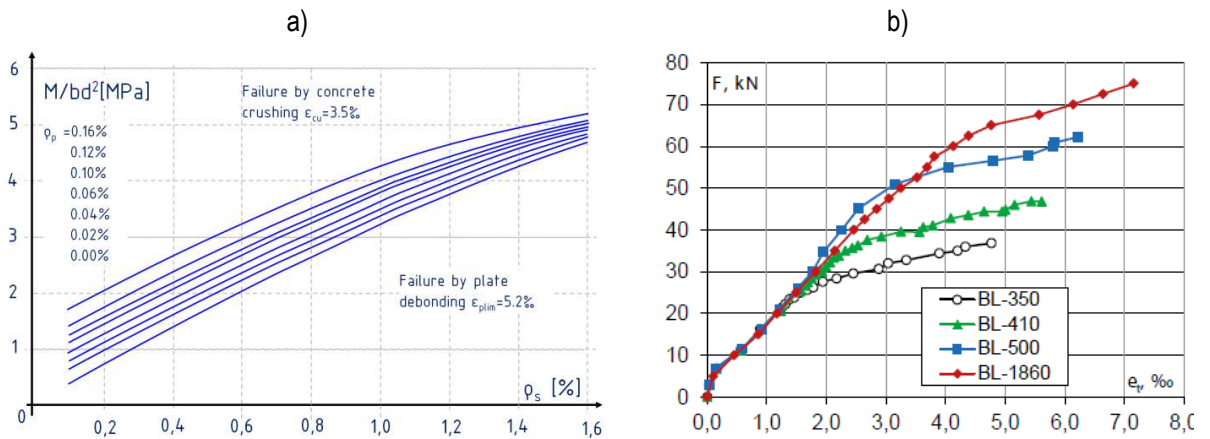 a)
b)
6
5
4
3
2
1
0
M/bd²[MPa]
ρp =0.16%
0.12%
0.10%
0.06%
0.04%
0.02%
0.00%
Failure by concrete
crushing εcu=3.5‰
Failure by plate
debonding εplim=5.2‰
ρs [%]
0,2
0,4
0,6
0,8
1,0
1,2
1,4
1,6
80
70
60
50
40
30
20
10
0
F, kN
BL-350
BL-410
BL-500
BL-1860
et, ‰
0,0
1,0
2,0
3,0
4,0
5,0
6,0
7,0
8,0